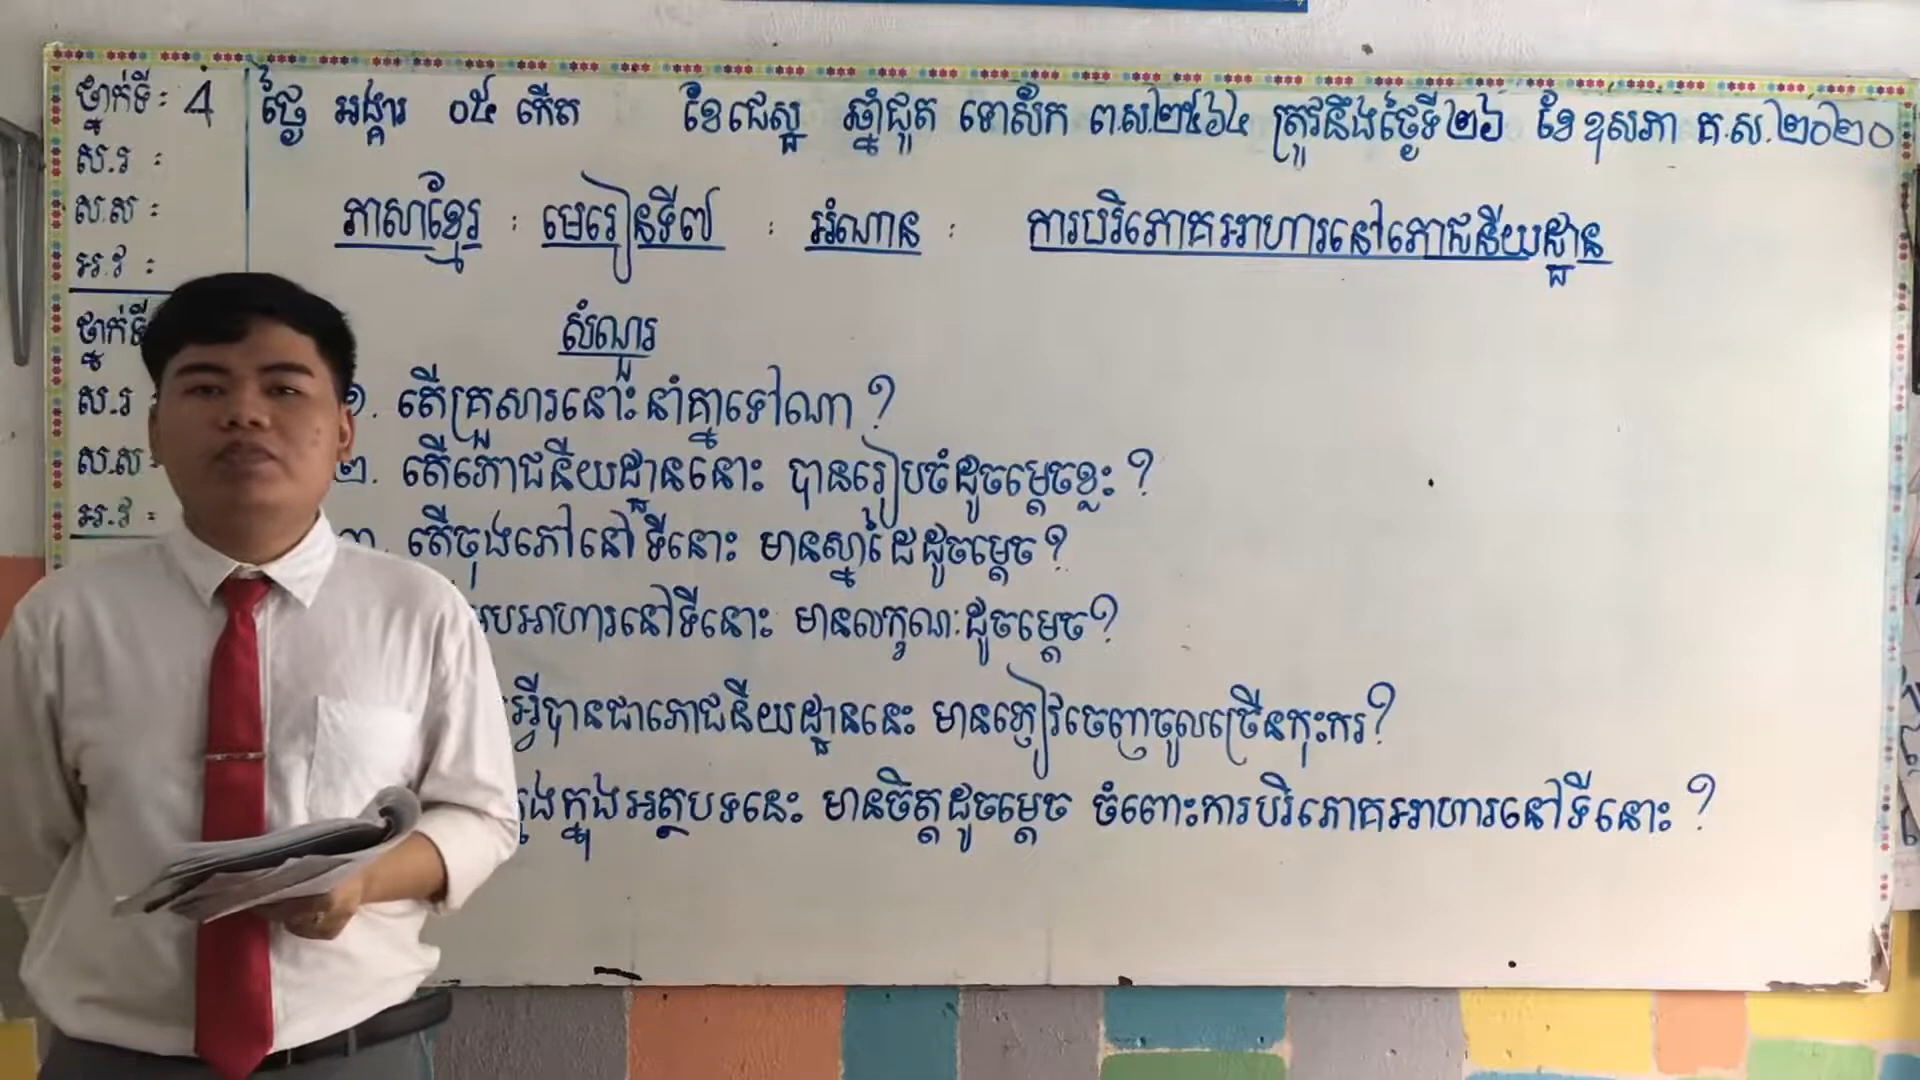 ថ្នាក់ទី: 4
ស.រ :
ស.ស :
អ.វ :
ថ្នាក់ទី
ស.រ
ស.ស
អ.វ :
ថ្ងៃ អង្គារ ០៥ កើត ខែជេស្ឋ ឆ្នាំជូត ទោស័ក ព.ស.២៥៦៤ ត្រូវនឹងថ្ងៃទី២៦ ខែឧសភា គ.ស.២០២០
ភាសាខ្មែរ : មេរៀនទី៧ : អំណាន : ការបរិភោគអាហារនៅភោជនីយដ្ឋាន
សំណួរ
១. តើគ្រួសារនោះនាំគ្នាទៅណា?
២. តើភោជនីយដ្ឋាននោះ បានរៀបចំដូចម្តេចខ្លះ?
៣. តើចុងភៅនៅទីនោះ មានស្នាដៃដូចម្តេច?
អាហារនៅទីនោះ មានលក្ខណៈដូចម្តេច?
អ្វីបានជាភោជនីយដ្ឋាននេះ មានភ្ញៀវចេញចូលច្រើនកុះករ?
ក្នុងអត្ថបទនេះ មានចិត្តដូចម្តេច ចំពោះការបរិភោគអាហារនៅទីនោះ?